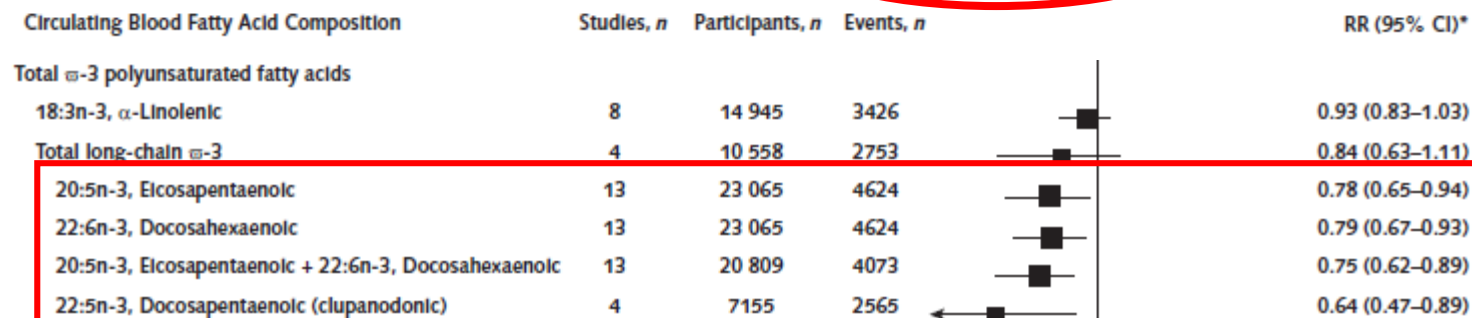 Circulating Blood Fatty Acid Composition Studies, n Participants, n Events, n RR (95% CI)*
Total ϖ-3 polyunsaturated fatty acids
18:3n-3, α-Linolenic 8 14 945 3426 0.93 (0.83–1.03)
Total long-chain ϖ-3 4 10 558 2753 0.84 (0.63–1.11)
20:5n-3, Eicosapentaenoic 13 23 065 4624 0.78 (0.65–0.94)
22:6n-3, Docosahexaenoic 13 23 065 4624 0.79 (0.67–0.93)
20:5n-3, Eicosapentaenoic + 22:6n-3, Docosahexaenoic 13 20 809 4073 0.75 (0.62–0.89)
22:5n-3, Docosapentaenoic (clupanodonic) 4 7155 2565 0.64 (0.47–0.89)